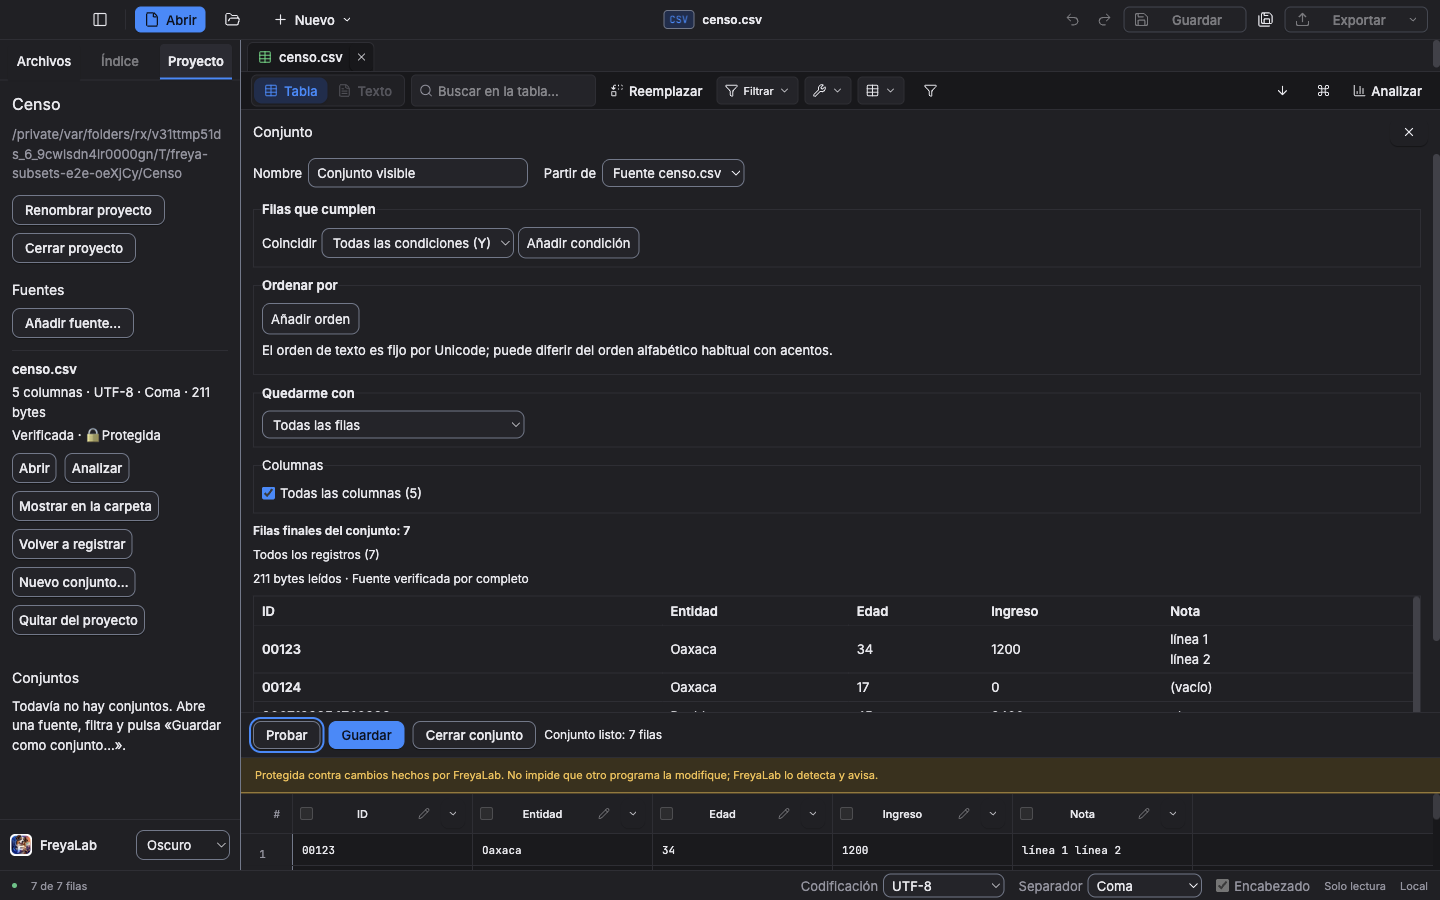 Abrir
Nuevo
CSV censo.csv
Guardar
Exportar
Archivos Índice Proyecto
censo.csv
Tabla Texto
Buscar en la tabla...
Reemplazar
Filtrar
Analizar
Censo
/private/var/folders/rx/v31ttmp51d
s_6_9cwlsdn4lr0000gn/T/freya-
subsets-e2e-oeXjCy/Censo
Renombrar proyecto
Cerrar proyecto
Fuentes
Añadir fuente...
censo.csv
5 columnas · UTF-8 · Coma · 211
bytes
Verificada · Protegida
Abrir Analizar
Mostrar en la carpeta
Volver a registrar
Nuevo conjunto...
Quitar del proyecto
Conjuntos
Todavía no hay conjuntos. Abre
una fuente, filtra y pulsa «Guardar
como conjunto...».
FreyaLab Oscuro
Conjunto
Nombre Conjunto visible Partir de Fuente censo.csv
Filas que cumplen
Coincidir Todas las condiciones (Y) Añadir condición
Ordenar por
Añadir orden
El orden de texto es fijo por Unicode; puede diferir del orden alfabético habitual con acentos.
Quedarme con
Todas las filas
Columnas
Todas las columnas (5)
Filas finales del conjunto: 7
Todos los registros (7)
211 bytes leídos · Fuente verificada por completo
ID Entidad Edad Ingreso Nota
00123 Oaxaca 34 1200 línea 1
línea 2
00124 Oaxaca 17 0 (vacío)
Probar Guardar Cerrar conjunto Conjunto listo: 7 filas
Protegida contra cambios hechos por FreyaLab. No impide que otro programa la modifique; FreyaLab lo detecta y avisa.
# ID Entidad Edad Ingreso Nota
1 00123 Oaxaca 34 1200 línea 1 línea 2
7 de 7 filas
Codificación UTF-8 Separador Coma Encabezado Solo lectura Local